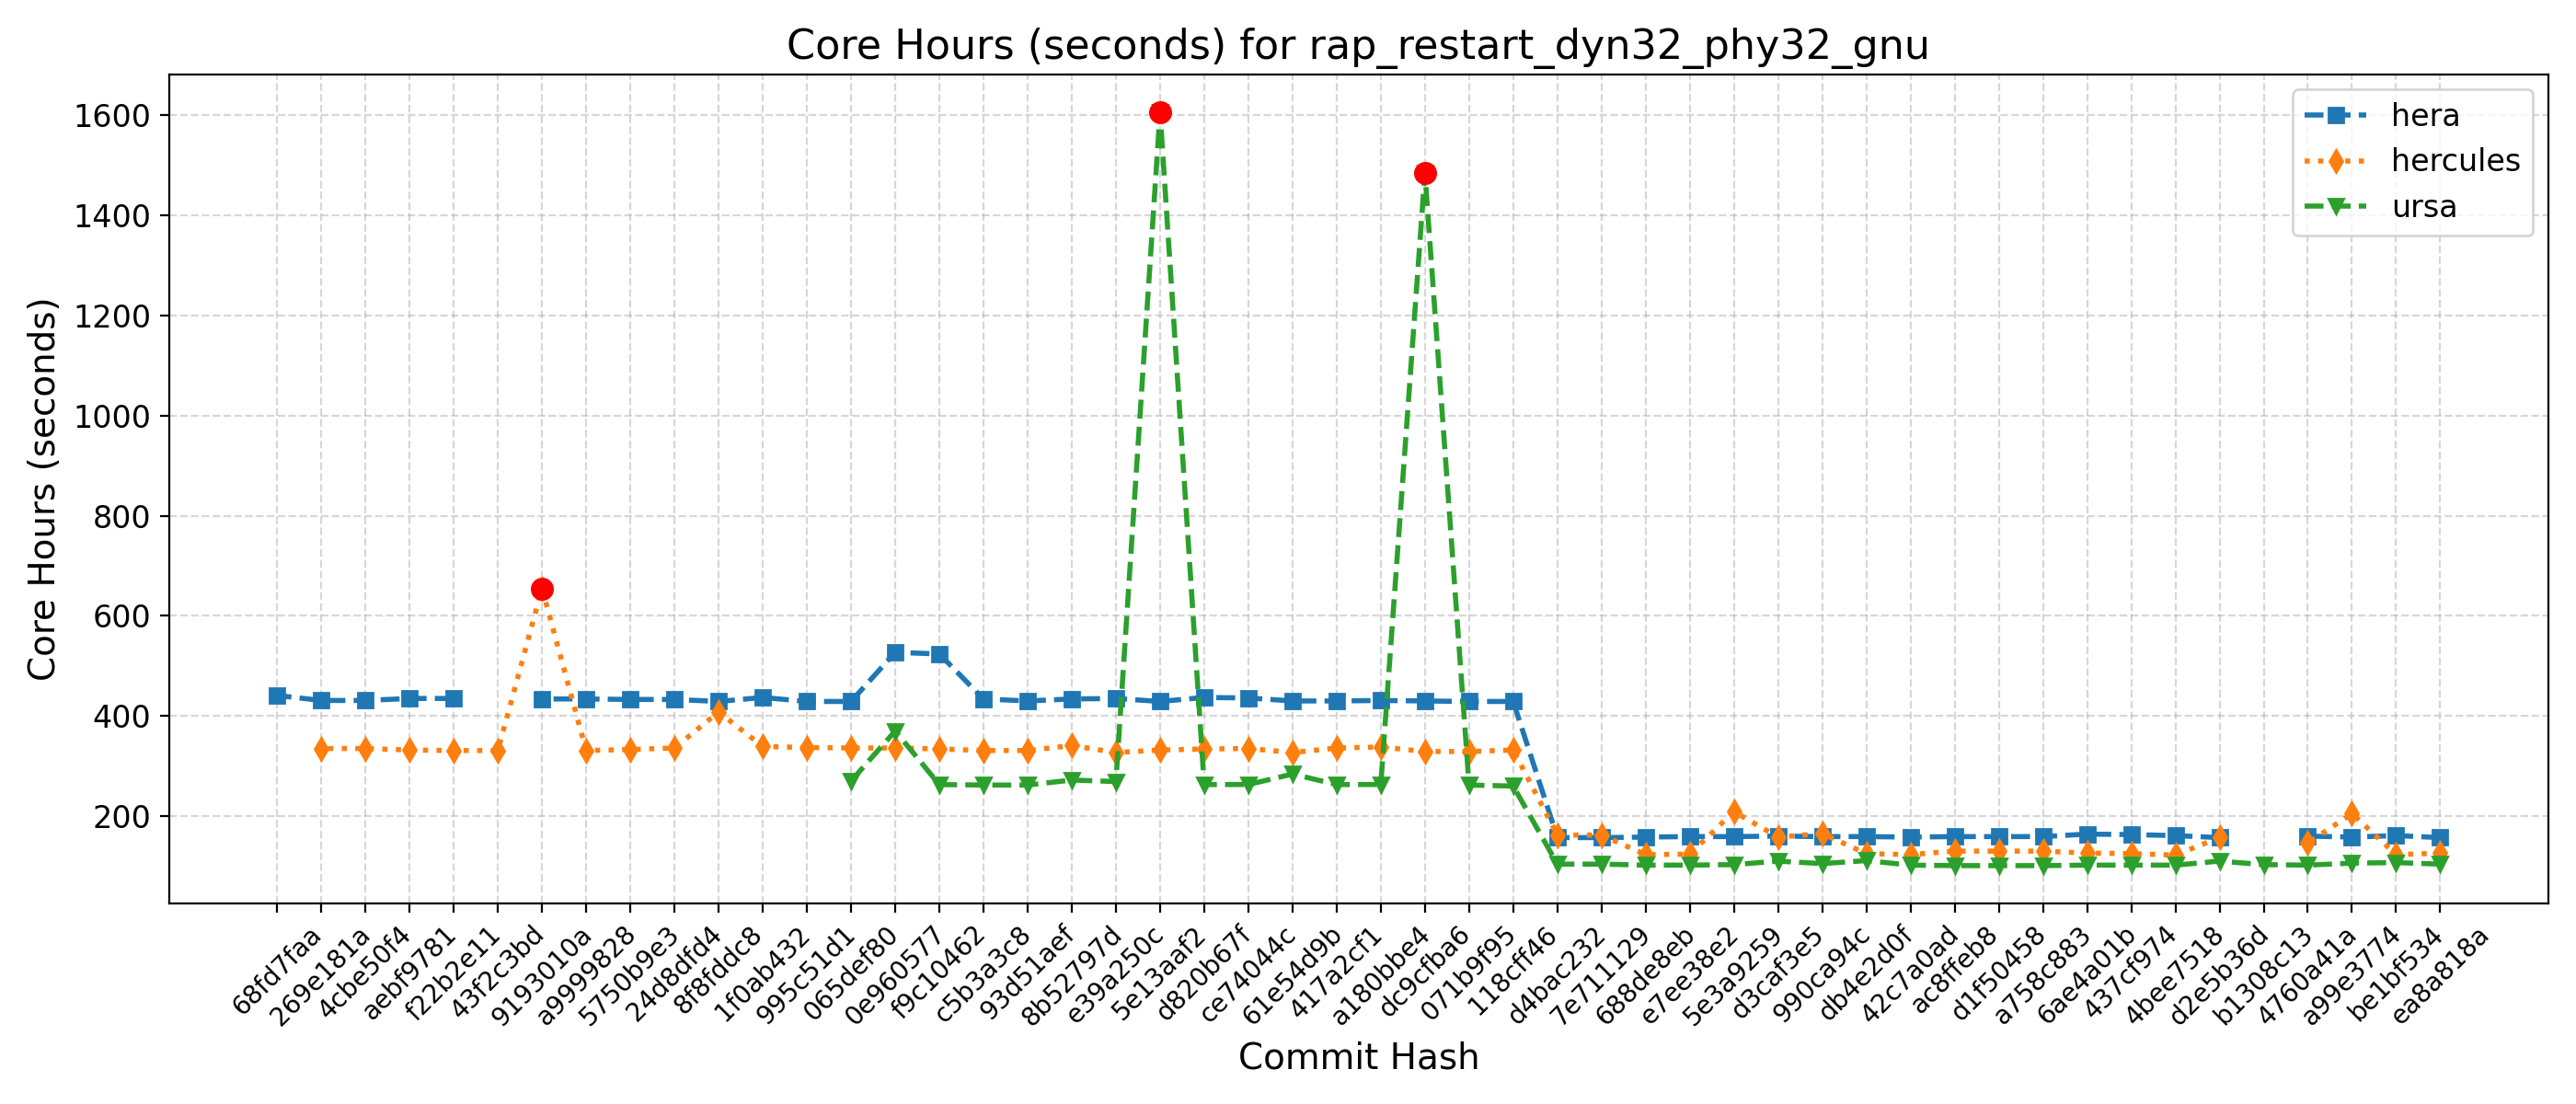 Core Hours (seconds) for rap_restart_dyn32_phy32_gnu
Core Hours (seconds)
1600
1400
1200
1000
800
600
400
200
hera
hercules
ursa
68fd7faa
269e181a
4cbe50f4
aebf9781
f22b2e11
43f2c3bd
9193010a
a9999828
5750b9e3
24d8dfd4
8f8fddc8
1f0ab432
995c51d1
065def80
0e960577
f9c10462
c5b3a3c8
93d51aef
8b52797d
e39a250c
5e13aaf2
d820b67f
ce74044c
61e54d9b
417a2cf1
a180bbe4
dc9cfba6
071b9f95
118cff46
d4bac232
7e711129
688de8eb
e7ee38e2
5e3a9259
d3caf3e5
990ca94c
db4e2d0f
42c7a0ad
ac8ffeb8
d1f50458
a758c883
6ae4a01b
437cf974
4bee7518
d2e5b36d
b1308c13
4760a41a
a99e3774
be1bf534
ea8a818a
Commit Hash